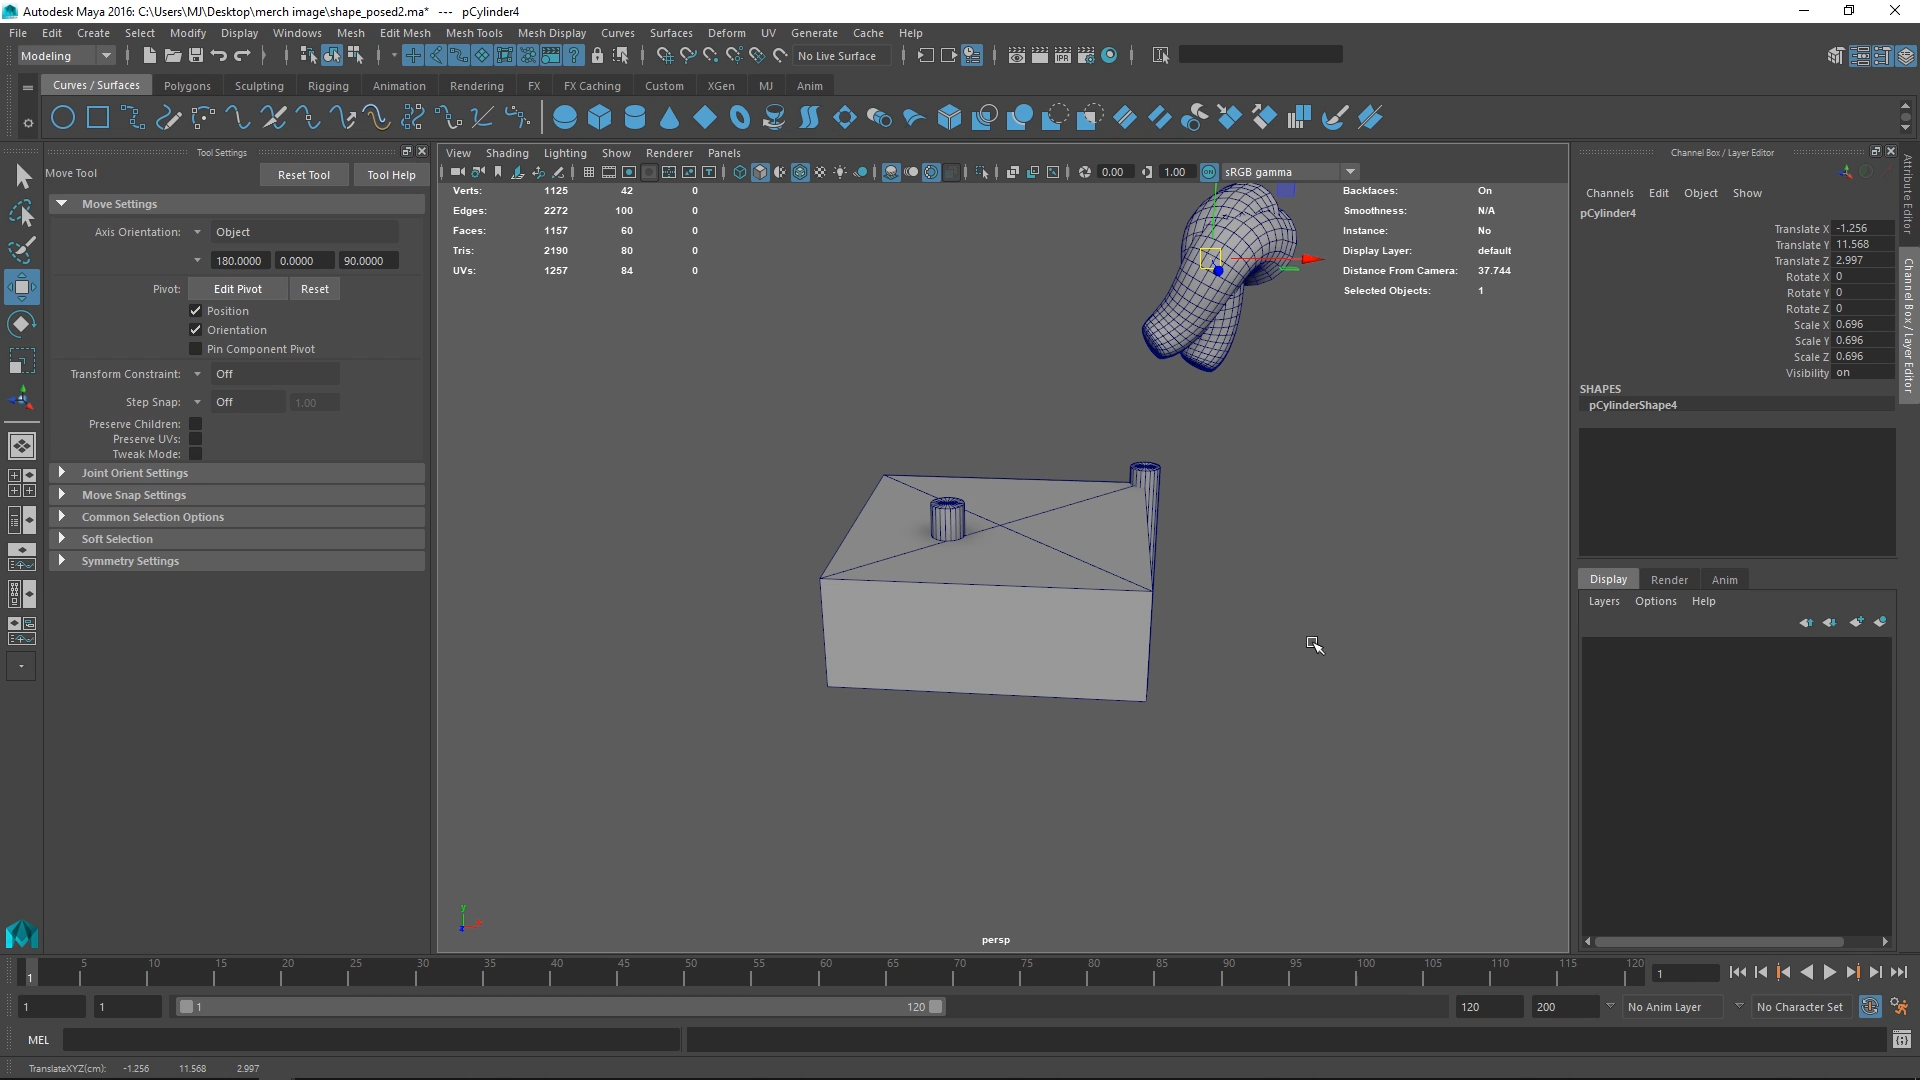 Autodesk Maya 2016: C:\Users\MJ\Desktop\merch image\shape_posed2.ma* --- pCylinder4
File Edit Create Select Modify Display Windows Mesh Edit Mesh Mesh Tools Mesh Display Curves Surfaces Deform UV Generate Cache Help
Modeling No Live Surface
Curves / Surfaces Polygons Sculpting Rigging Animation Rendering FX FX Caching Custom XGen MJ Anim
Tool Settings
Move Tool Reset Tool Tool Help
Move Settings
Axis Orientation: Object
180.0000 0.0000 90.0000
Pivot: Edit Pivot Reset
Position
Orientation
Pin Component Pivot
Transform Constraint: Off
Step Snap: Off 1.00
Preserve Children:
Preserve UVs:
Tweak Mode:
Joint Orient Settings
Move Snap Settings
Common Selection Options
Soft Selection
Symmetry Settings
View Shading Lighting Show Renderer Panels
IPR
0.00 1.00 ON sRGB gamma
Verts: 1125 42 0
Edges: 2272 100 0
Faces: 1157 60 0
Tris: 2190 80 0
UVs: 1257 84 0
Backfaces: On
Smoothness: N/A
Instance: No
Display Layer: default
Distance From Camera: 37.744
Selected Objects: 1
y
persp
Channel Box / Layer Editor
Channels Edit Object Show
pCylinder4
Translate X -1.256
Translate Y 11.568
Translate Z 2.997
Rotate X 0
Rotate Y 0
Rotate Z 0
Scale X 0.696
Scale Y 0.696
Scale Z 0.696
Visibility on
SHAPES
pCylinderShape4
Display Render Anim
Layers Options Help
Attribute Editor
Channel Box / Layer Editor
1 5 10 15 20 25 30 35 40 45 50 55 60 65 70 75 80 85 90 95 100 105 110 115 120 1
1 1 1 120 120 200 No Anim Layer No Character Set
MEL
TranslateXYZ(cm): -1.256 11.568 2.997